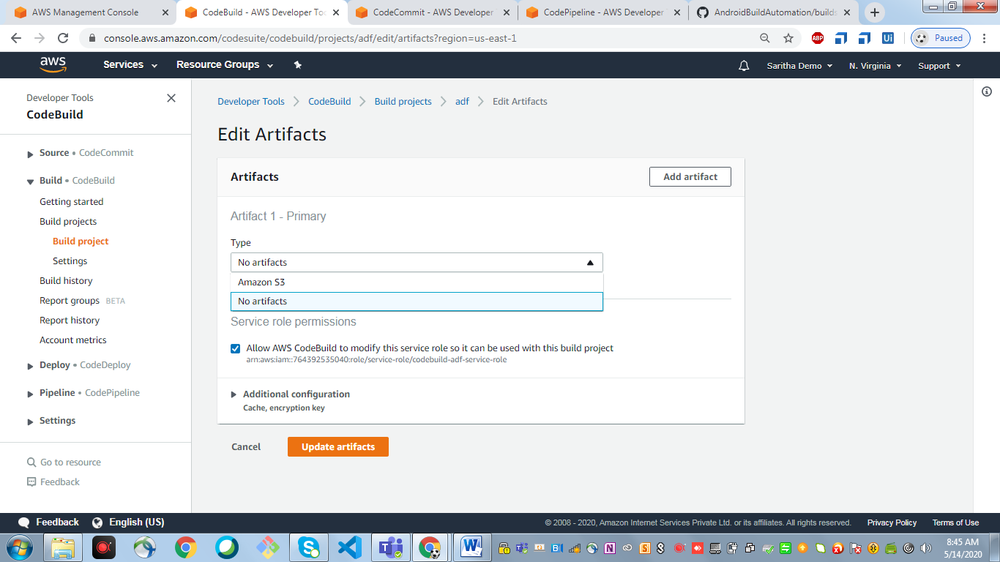 AWS Management Console
CodeBuild - AWS Developer Too
CodeCommit - AWS Developer
CodePipeline - AWS Developer
AndroidBuildAutomation/builds
console.aws.amazon.com/codesuite/codebuild/projects/adf/edit/artifacts?region=us-east-1
ABP
Ui
Paused
aws
Services
Resource Groups
Saritha Demo
N. Virginia
Support
Developer Tools
CodeBuild
Source • CodeCommit
Build • CodeBuild
Getting started
Build projects
Build project
Settings
Build history
Report groups BETA
Report history
Account metrics
Deploy • CodeDeploy
Pipeline • CodePipeline
Settings
Go to resource
Feedback
Developer Tools
CodeBuild
Build projects
adf
Edit Artifacts
Edit Artifacts
Artifacts
Add artifact
Artifact 1 - Primary
Type
No artifacts
Amazon S3
No artifacts
Service role permissions
Allow AWS CodeBuild to modify this service role so it can be used with this build project
arn:aws:iam::764392535040:role/service-role/codebuild-adf-service-role
Additional configuration
Cache, encryption key
Cancel
Update artifacts
Feedback
English (US)
© 2008 - 2020, Amazon Internet Services Private Ltd. or its affiliates. All rights reserved.
Privacy Policy
Terms of Use
8:45 AM
5/14/2020